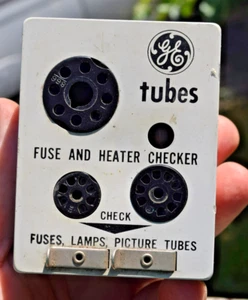 GE
tubes
FUSE AND HEATER CHECKER
CHECK
FUSES, LAMPS, PICTURE TUBES